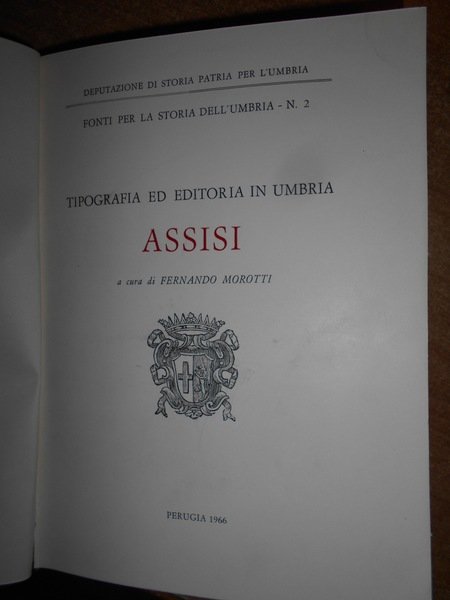 DEPUTAZIONE DI STORIA PATRIA PER L'UMBRIA
FONTI PER LA STORIA DELL'UMBRIA - N. 2
TIPOGRAFIA ED EDITORIA IN UMBRIA
ASSISI
a cura di FERNANDO MOROTTI
PERUGIA 1966